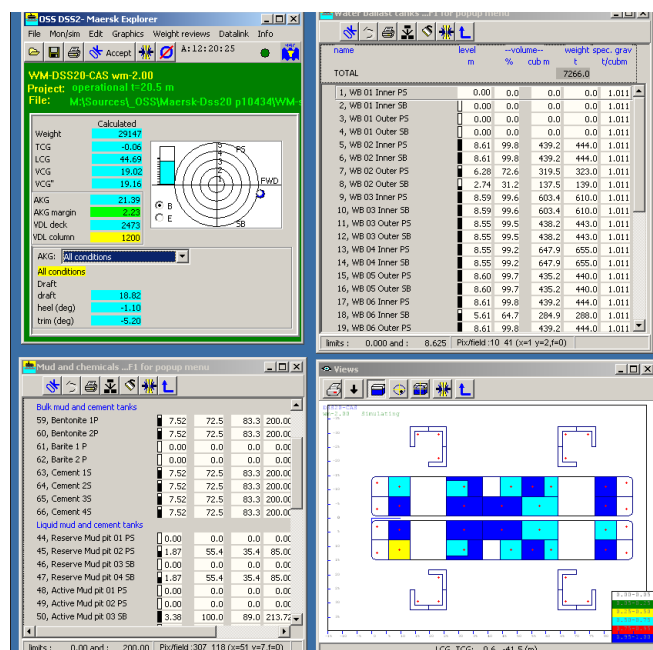 OSS DSS2- Maersk Explorer
File Mon/sim Edit Graphics Weight reviews Datalink Info
Accept A:12:20:25
WM-DSS20-CAS wm-2.00
Project: operational t=20.5 m
File: M:\Sources\_OSS\Maersk-Dss20 p10434\WM-s
Calculated
Weight 29147
TCG -0.06
LCG 44.69
VCG 19.02
VCG" 19.16
AKG 21.39
AKG margin 2.23
VDL deck 2473
VDL column 1200
PS
FWD
SB
B
C E
AKG: All conditions
All conditions
Draft
draft 18.82
heel (deg) -1.10
trim (deg) -5.20
Water Ballast tanks ...F1 for popup menu
name level --volume-- weight spec. grav
m % cub m t t/cubm
TOTAL 7266.0
1, WB 01 Inner PS 0.00 0.0 0.0 0.0 1.011
2, WB 01 Inner SB 0.00 0.0 0.0 0.0 1.011
3, WB 01 Outer PS 0.00 0.0 0.0 0.0 1.011
4, WB 01 Outer SB 0.00 0.0 0.0 0.0 1.011
5, WB 02 Inner PS 8.61 99.8 439.2 444.0 1.011
6, WB 02 Inner SB 8.61 99.8 439.2 444.0 1.011
7, WB 02 Outer PS 6.28 72.6 319.5 323.0 1.011
8, WB 02 Outer SB 2.74 31.2 137.5 139.0 1.011
9, WB 03 Inner PS 8.59 99.6 603.4 610.0 1.011
10, WB 03 Inner SB 8.59 99.6 603.4 610.0 1.011
11, WB 03 Outer PS 8.55 99.5 438.2 443.0 1.011
12, WB 03 Outer SB 8.55 99.5 438.2 443.0 1.011
13, WB 04 Inner PS 8.55 99.2 647.9 655.0 1.011
14, WB 04 Inner SB 8.55 99.2 647.9 655.0 1.011
15, WB 05 Outer PS 8.60 99.7 435.2 440.0 1.011
16, WB 05 Outer SB 8.60 99.7 435.2 440.0 1.011
17, WB 06 Inner PS 8.61 99.8 439.2 444.0 1.011
18, WB 06 Inner SB 5.61 64.7 284.9 288.0 1.011
19, WB 06 Outer PS 8.61 99.8 439.2 444.0 1.011
limits : 0.000 and : 8.625 Pix/field :10 41 (x=1 y=2,f=0)
Mud and chemicals ...F1 for popup menu
Bulk mud and cement tanks
59, Bentonite 1P 7.52 72.5 83.3 200.00
60, Bentonite 2P 7.52 72.5 83.3 200.00
61, Barite 1 P 0.00 0.0 0.0 0.00
62, Barite 2 P 0.00 0.0 0.0 0.00
63, Cement 1S 7.52 72.5 83.3 200.00
64, Cement 2S 7.52 72.5 83.3 200.00
65, Cement 3S 7.52 72.5 83.3 200.00
66, Cement 4S 7.52 72.5 83.3 200.00
Liquid mud and cement tanks
44, Reserve Mud pit 01 PS 0.00 0.0 0.0 0.00
45, Reserve Mud pit 02 PS 1.87 55.4 35.4 85.00
46, Reserve Mud pit 03 SB 0.00 0.0 0.0 0.00
47, Reserve Mud pit 04 SB 1.87 55.4 35.4 85.00
48, Active Mud pit 01 PS 0.00 0.0 0.0 0.00
49, Active Mud pit 02 PS 0.00 0.0 0.0 0.00
50, Active Mud pit 03 SB 3.38 100.0 89.0 213.72
limits : 0.00 and : 200.00 Pix/field :307 118 (x=51 y=7,f=0)
Views
Simulating
LCG, TCG: 0.6 -41.5 (m)